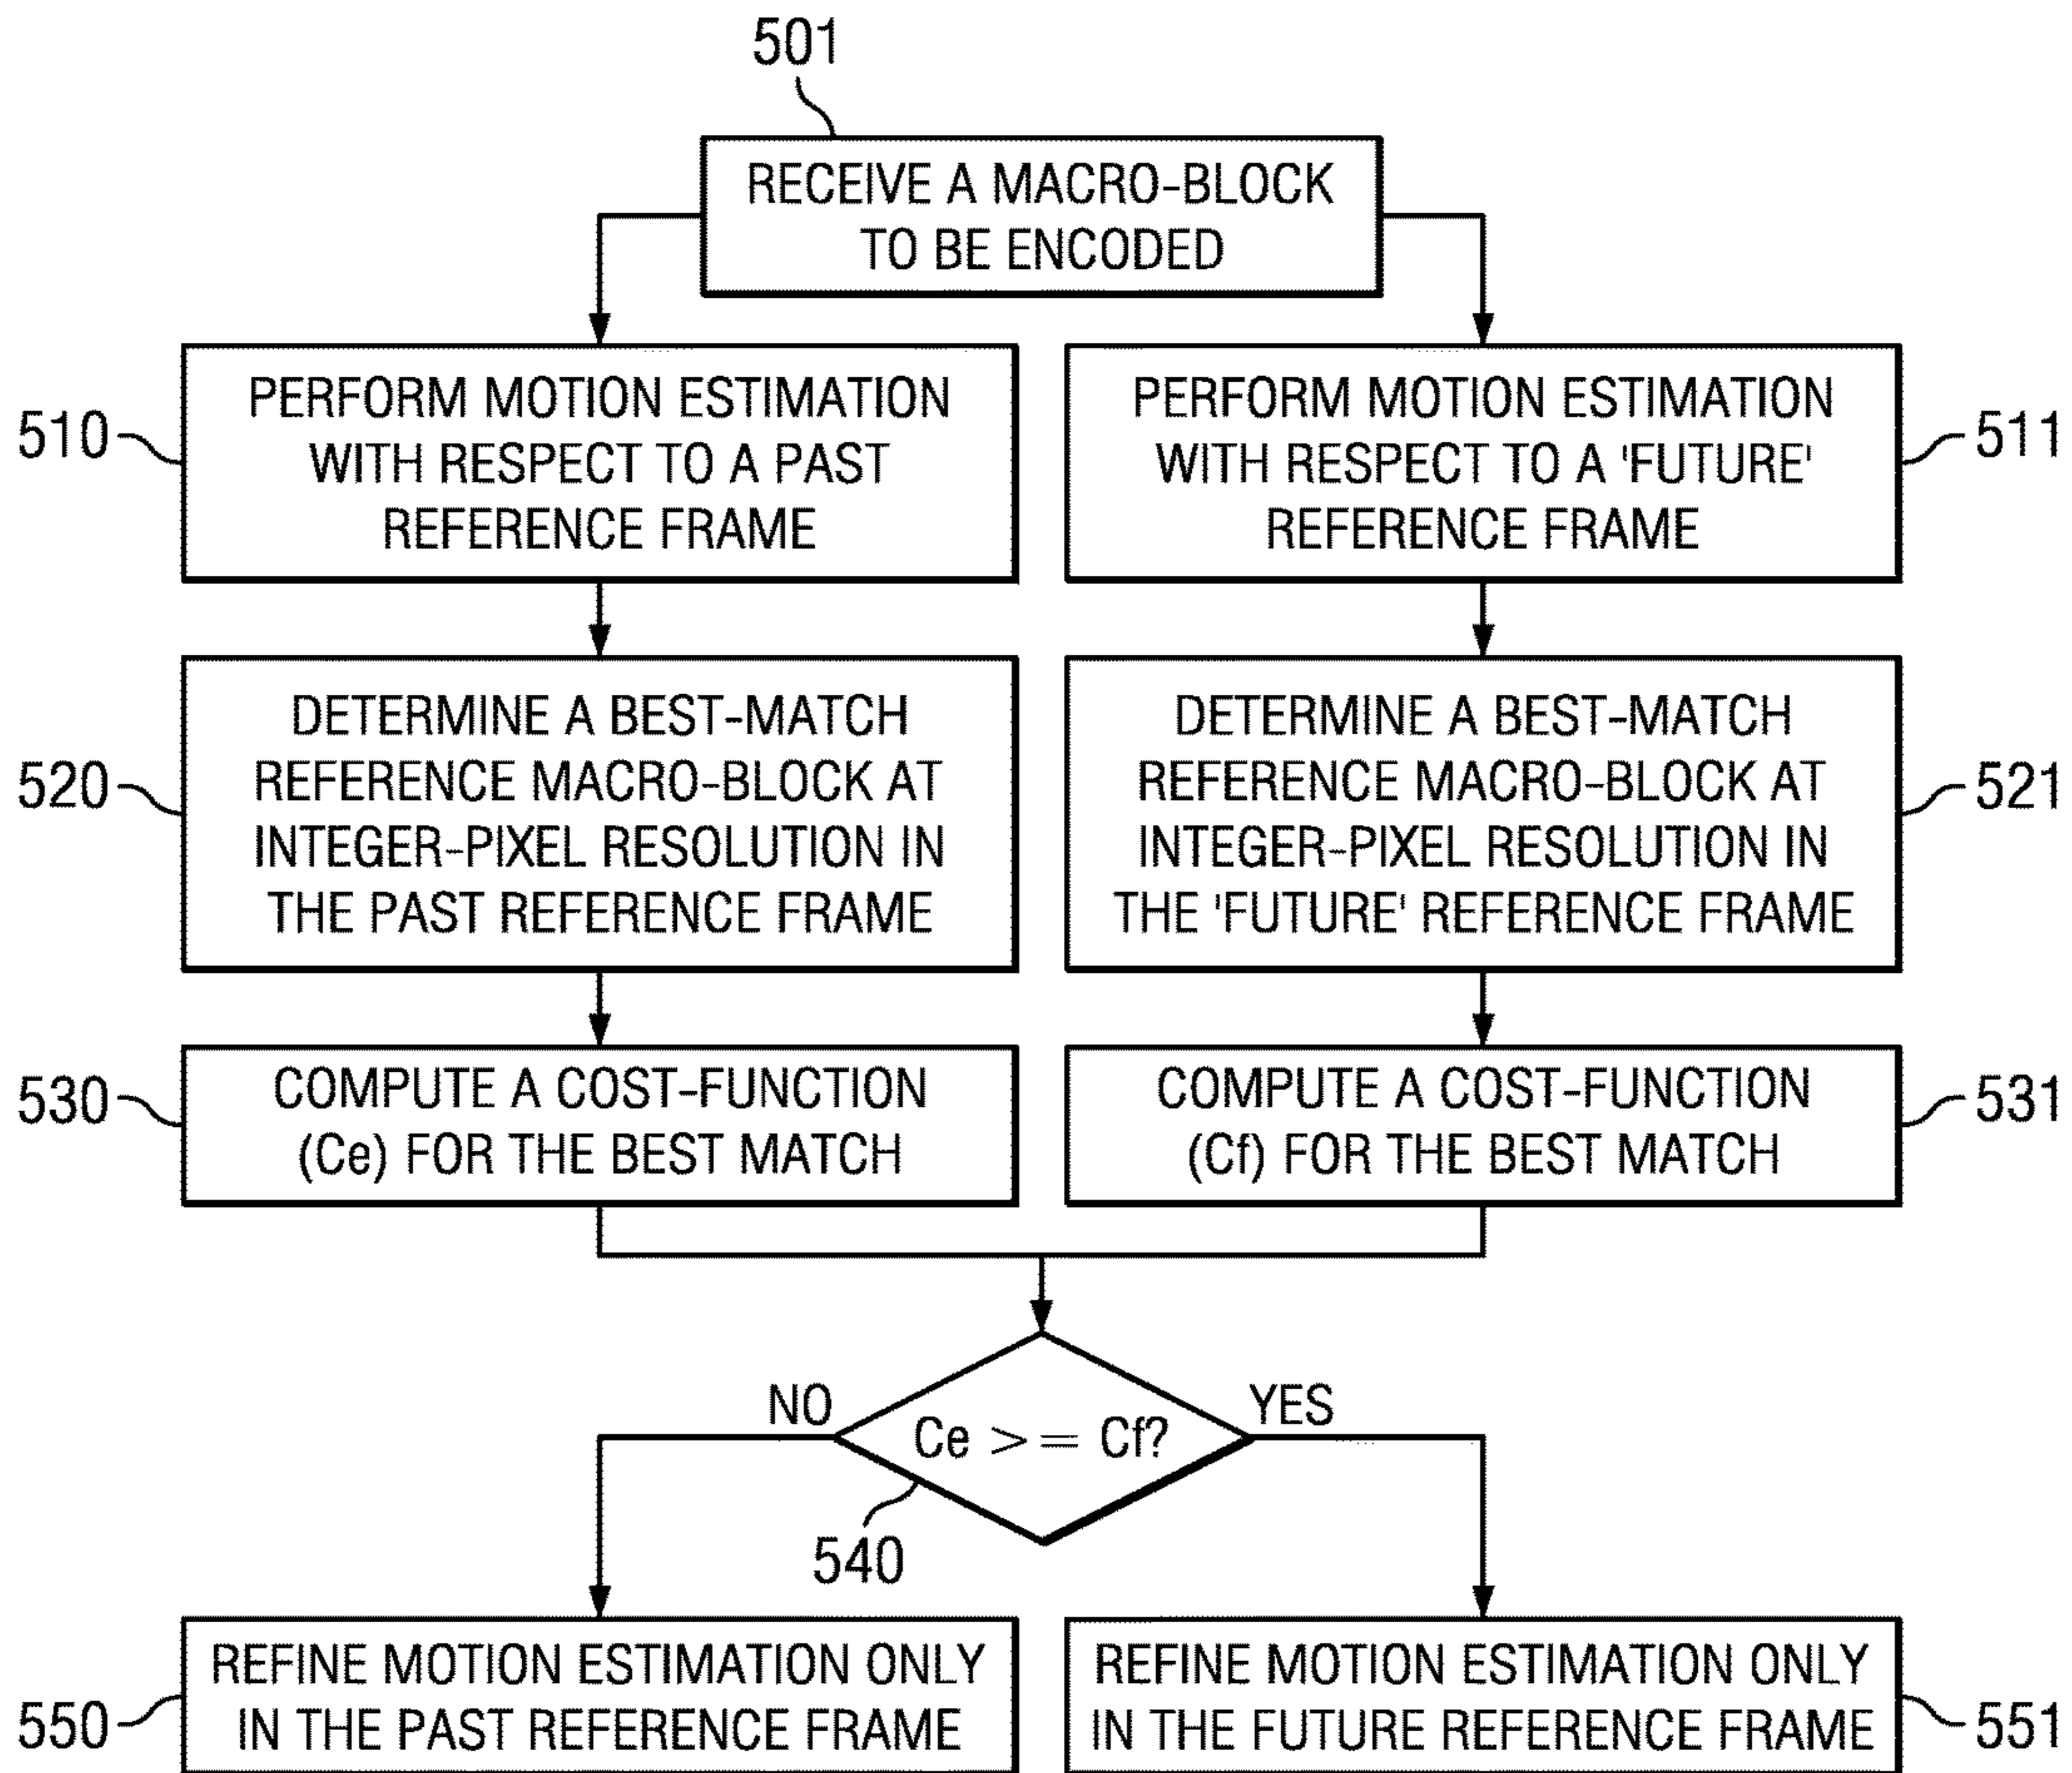 501
RECEIVE A MACRO-BLOCK
TO BE ENCODED
510
PERFORM MOTION ESTIMATION
WITH RESPECT TO A PAST
REFERENCE FRAME
PERFORM MOTION ESTIMATION
WITH RESPECT TO A 'FUTURE'
REFERENCE FRAME
511
520
DETERMINE A BEST-MATCH
REFERENCE MACRO-BLOCK AT
INTEGER-PIXEL RESOLUTION IN
THE PAST REFERENCE FRAME
DETERMINE A BEST-MATCH
REFERENCE MACRO-BLOCK AT
INTEGER-PIXEL RESOLUTION IN
THE 'FUTURE' REFERENCE FRAME
521
530
COMPUTE A COST-FUNCTION
(Ce) FOR THE BEST MATCH
COMPUTE A COST-FUNCTION
(Cf) FOR THE BEST MATCH
531
NO
Ce >= Cf?
YES
540
550
REFINE MOTION ESTIMATION ONLY
IN THE PAST REFERENCE FRAME
REFINE MOTION ESTIMATION ONLY
IN THE FUTURE REFERENCE FRAME
551